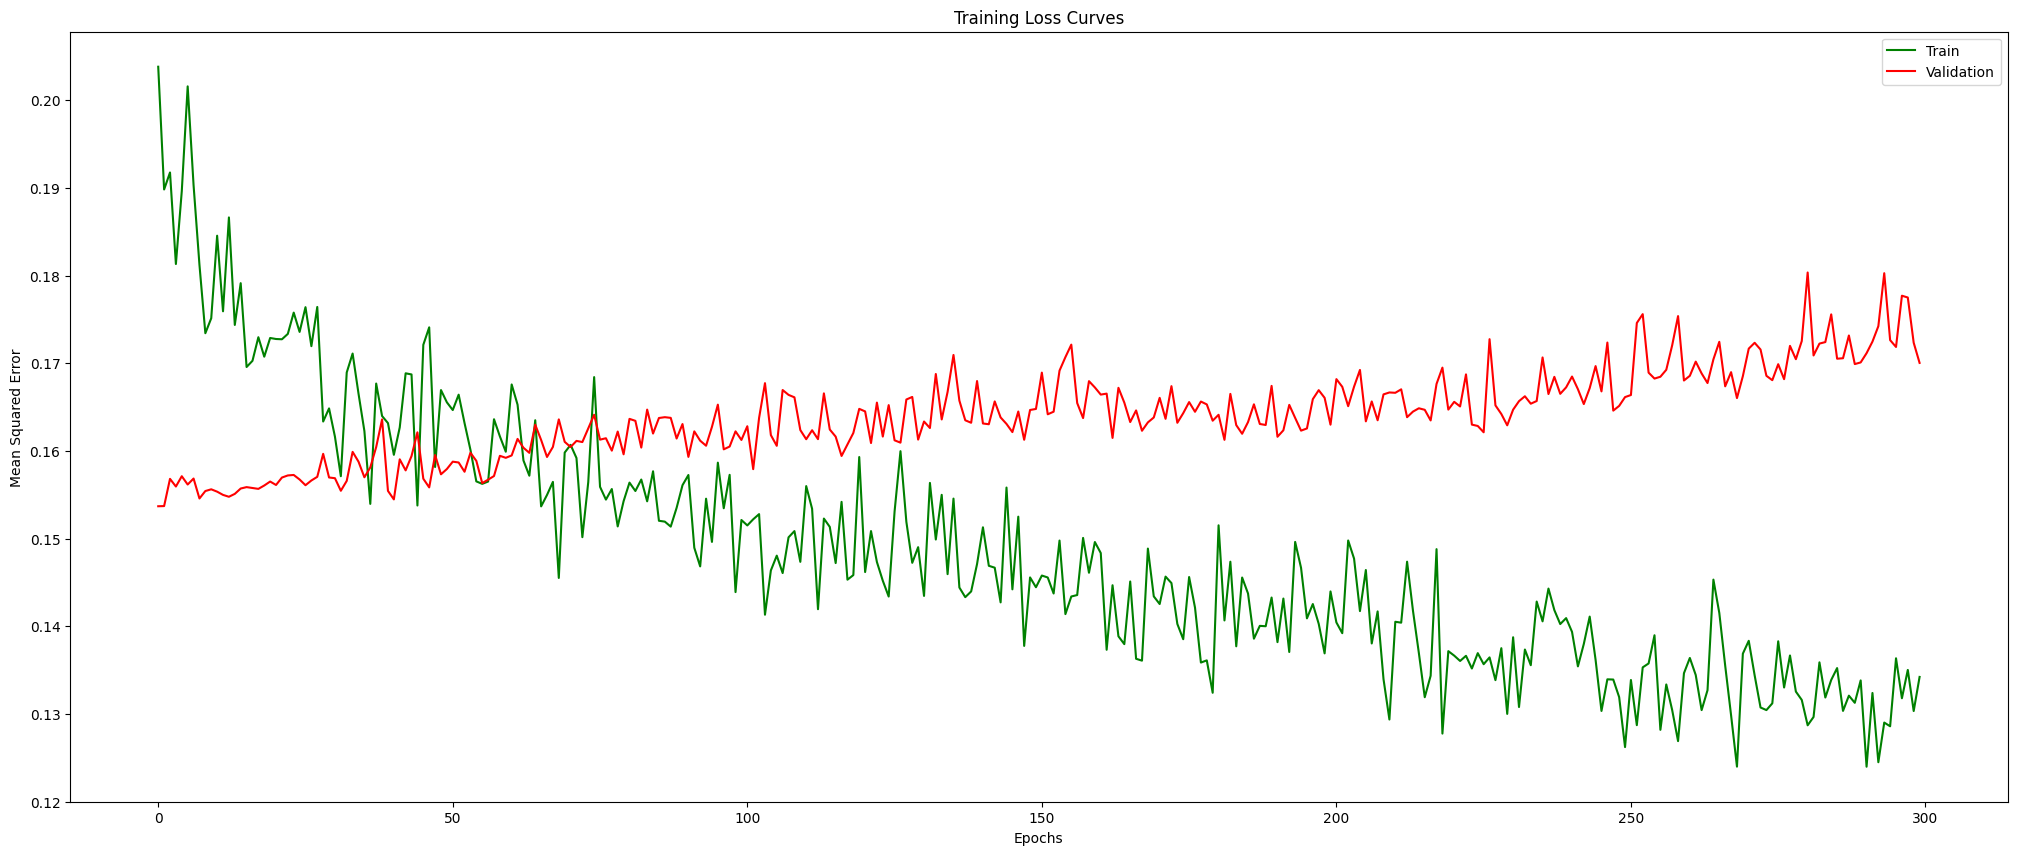 Training Loss Curves
Train
Validation
Mean Squared Error
0.20
0.19
0.18
0.17
0.16
0.15
0.14
0.13
0.12
0 50 100 150 200 250 300
Epochs